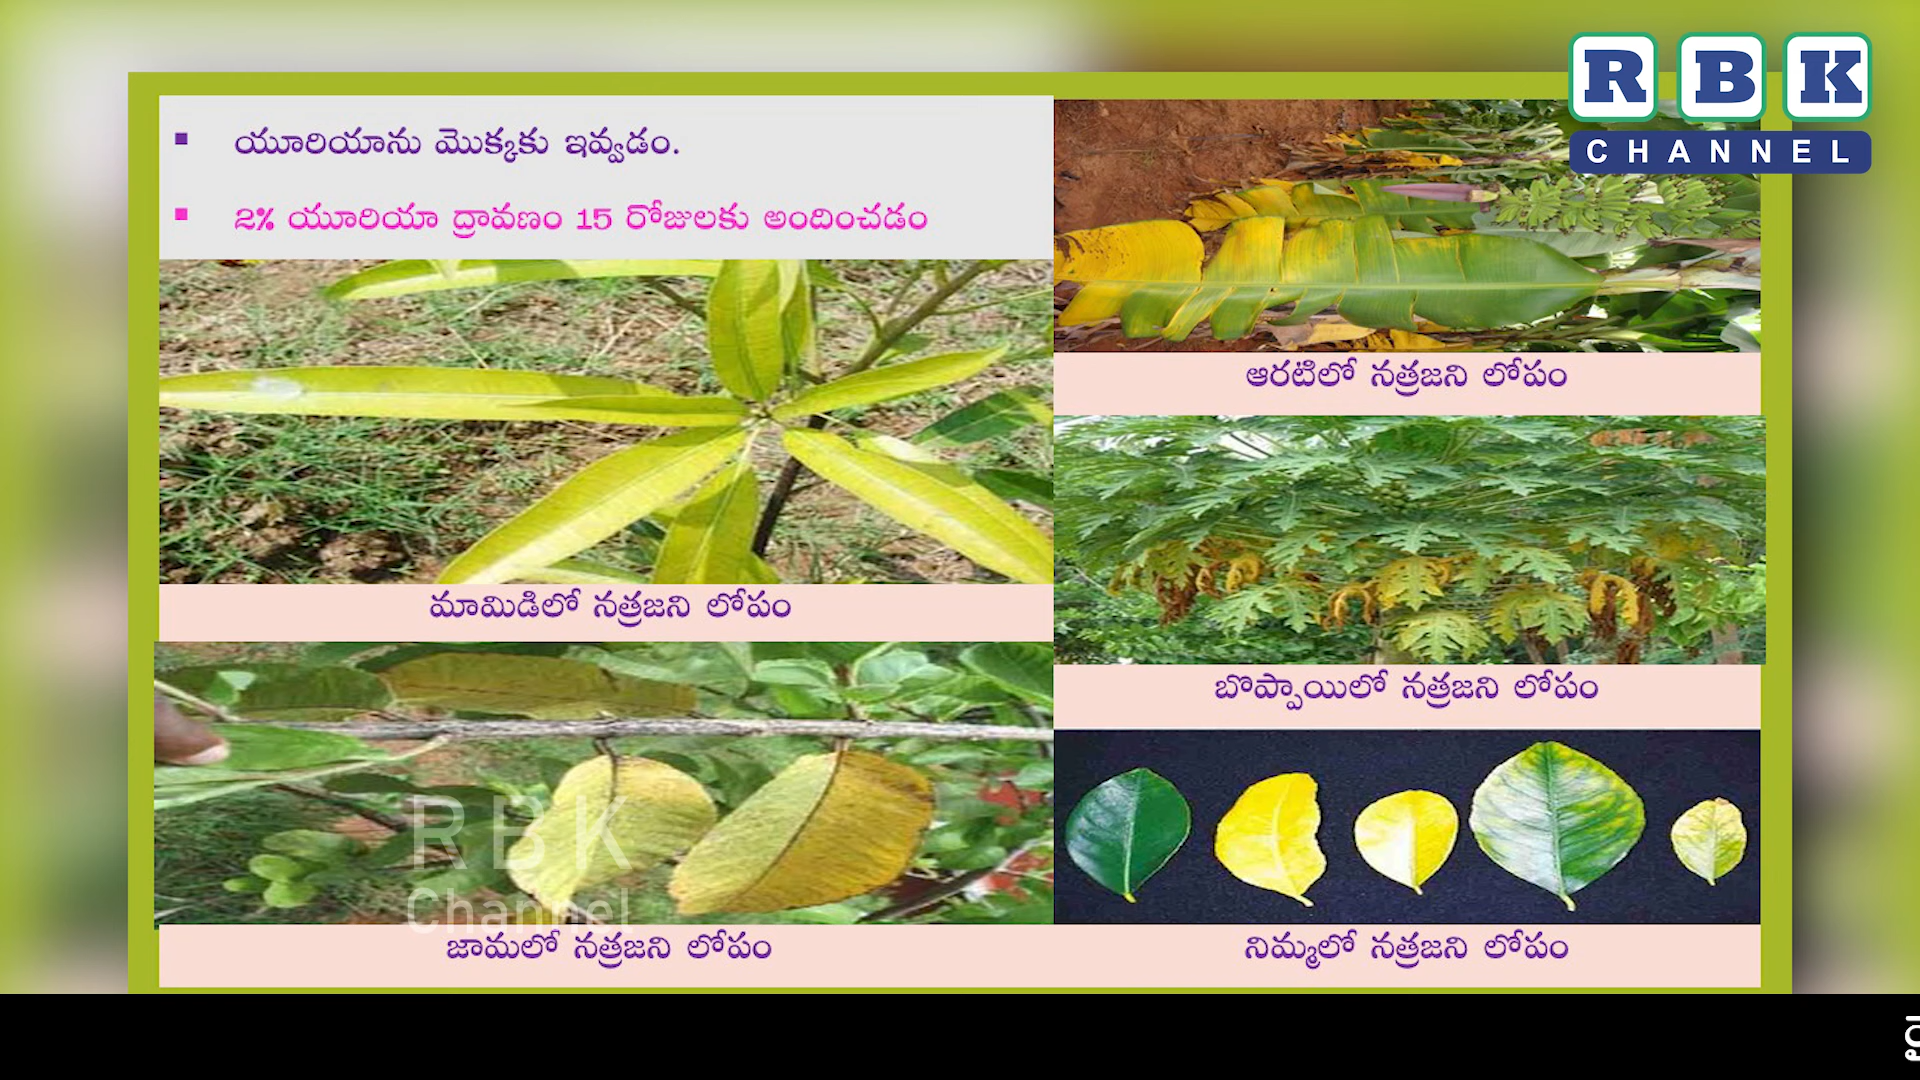 RBK
CHANNEL
యూరియాను మొక్కకు ఇవ్వడం.
2% యూరియా ద్రావణం 15 రోజులకు అందించడం
ఆరటిలో నత్రజని లోపం
మామిడిలో నత్రజని లోపం
బొప్పాయిలో నత్రజని లోపం
RBK
Channel
జామలో నత్రజని లోపం
నిమ్మలో నత్రజని లోపం